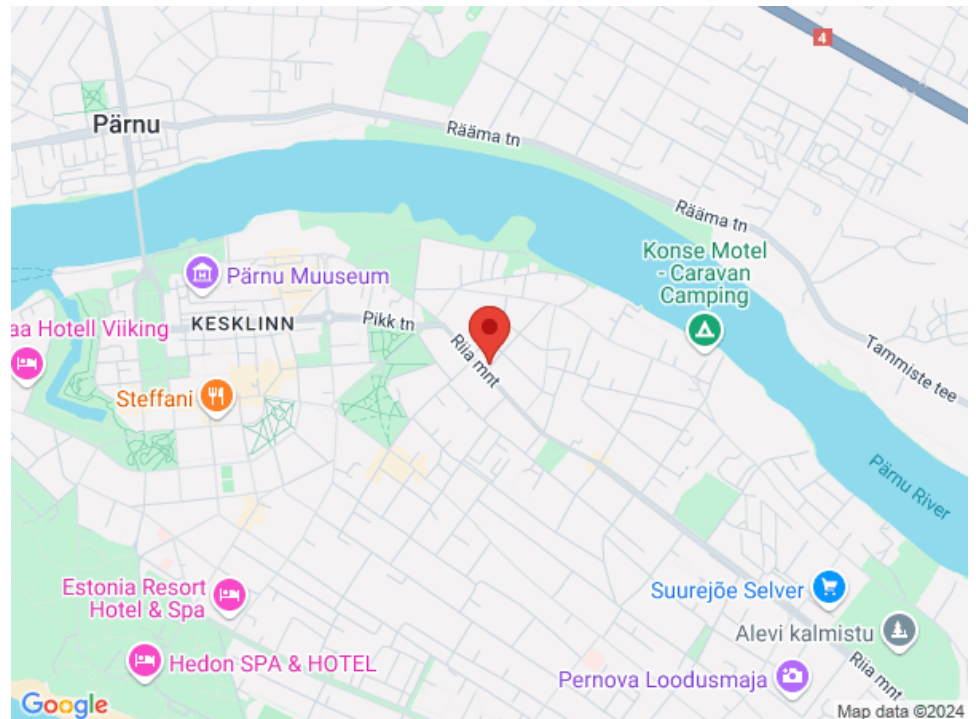 4
Pärnu
Rääma tn
Rääma tn
Konse Motel
- Caravan
Camping
Pärnu Muuseum
KESKLINN
Pikk tn
aa Hotell Viiking
Riia mnt
Tammiste tee
Steffani
Pärnu River
Estonia Resort
Hotel & Spa
Suurejõe Selver
Alevi kalmistu
Hedon SPA & HOTEL
Pernova Loodusmaja
Riia mnt
Google
Map data ©2024